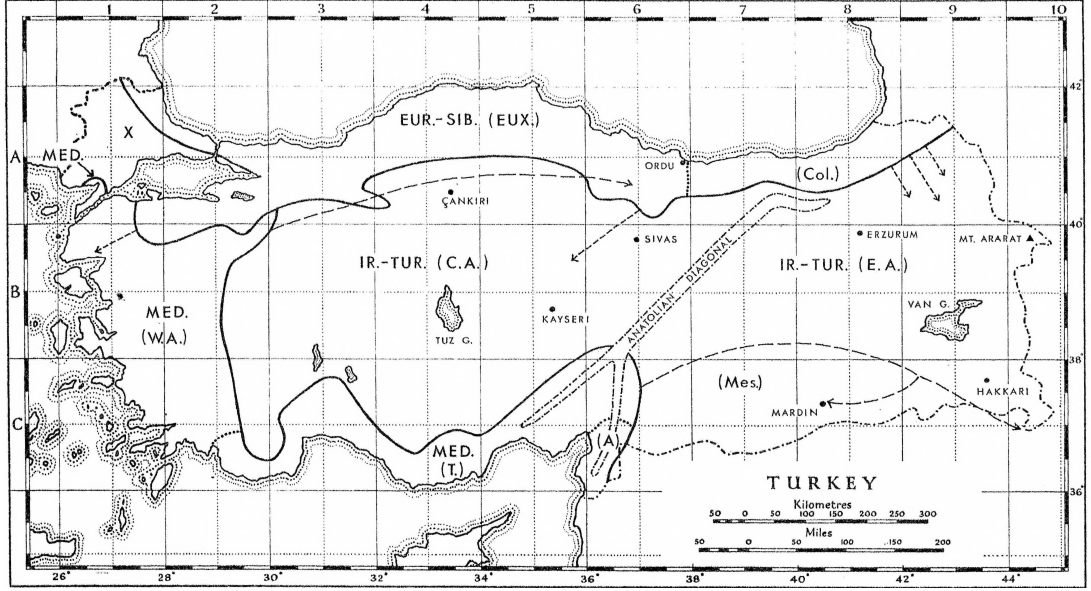 1 2 3 4 5 6 7 8 9 10
42°
EUR.-SIB. (EUX.)
X
A
MED.
ORDU
(Col.)
ÇANKIRI
40°
SIVAS
ERZURUM
MT. ARARAT
IR.-TUR. (C.A.)
IR.-TUR. (E.A.)
ANATOLIAN DIAGONAL
B
MED.
(W.A.)
KAYSERI
VAN G.
TUZ G.
38°
(Mes.)
HAKKARI
MARDIN
C
(A)
MED.
(T.)
TURKEY
36°
Kilometres
50 0 50 100 150 200 250 300
Miles
50 0 50 100 150 200
26° 28° 30° 32° 34° 36° 38° 40° 42° 44°